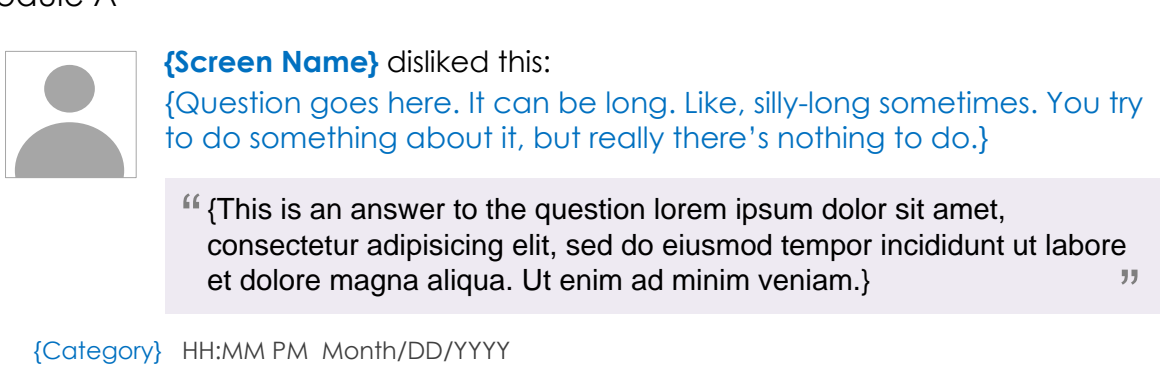 {Screen Name} disliked this:
{Question goes here. It can be long. Like, silly-long sometimes. You try
to do something about it, but really there’s nothing to do.}
“ {This is an answer to the question lorem ipsum dolor sit amet,
consectetur adipisicing elit, sed do eiusmod tempor incididunt ut labore
et dolore magna aliqua. Ut enim ad minim veniam.} ”
{Category} HH:MM PM Month/DD/YYYY